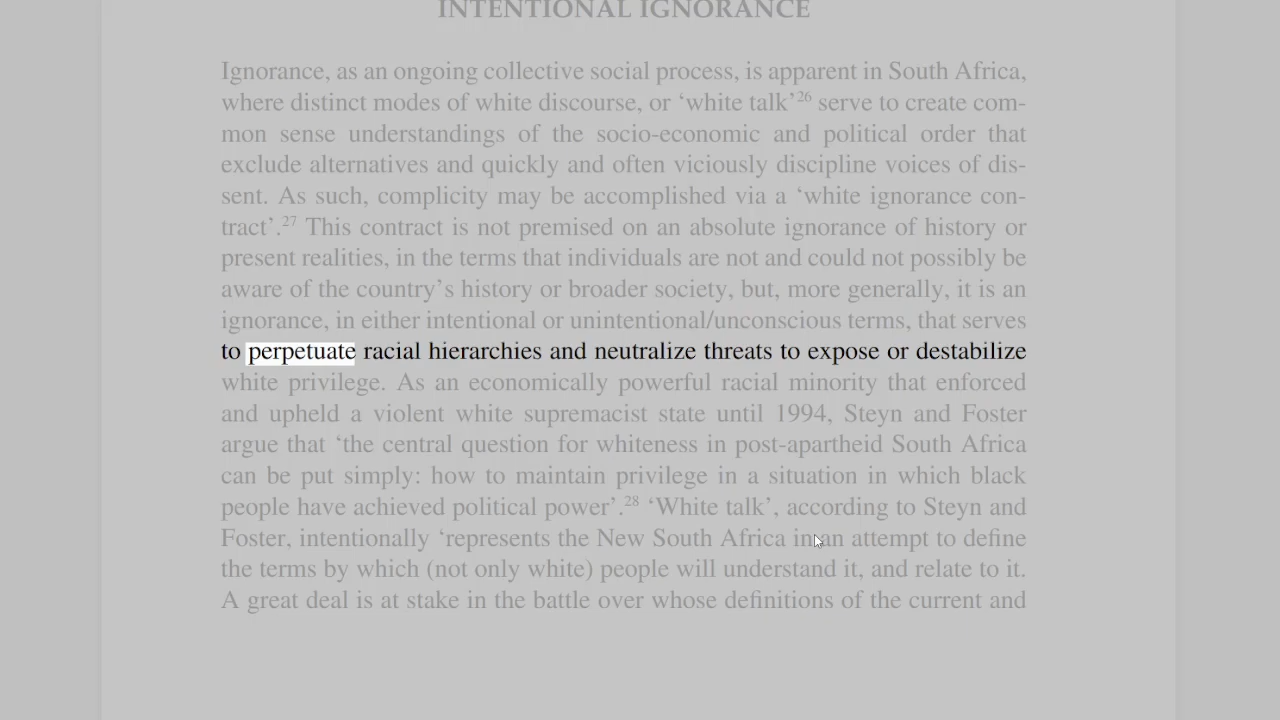 INTENTIONAL IGNORANCE
Ignorance, as an ongoing collective social process, is apparent in South Africa,
where distinct modes of white discourse, or ‘white talk’26 serve to create com-
mon sense understandings of the socio-economic and political order that
exclude alternatives and quickly and often viciously discipline voices of dis-
sent. As such, complicity may be accomplished via a ‘white ignorance con-
tract’.27 This contract is not premised on an absolute ignorance of history or
present realities, in the terms that individuals are not and could not possibly be
aware of the country’s history or broader society, but, more generally, it is an
ignorance, in either intentional or unintentional/unconscious terms, that serves
to perpetuate racial hierarchies and neutralize threats to expose or destabilize
white privilege. As an economically powerful racial minority that enforced
and upheld a violent white supremacist state until 1994, Steyn and Foster
argue that ‘the central question for whiteness in post-apartheid South Africa
can be put simply: how to maintain privilege in a situation in which black
people have achieved political power’.28 ‘White talk’, according to Steyn and
Foster, intentionally ‘represents the New South Africa in an attempt to define
the terms by which (not only white) people will understand it, and relate to it.
A great deal is at stake in the battle over whose definitions of the current and